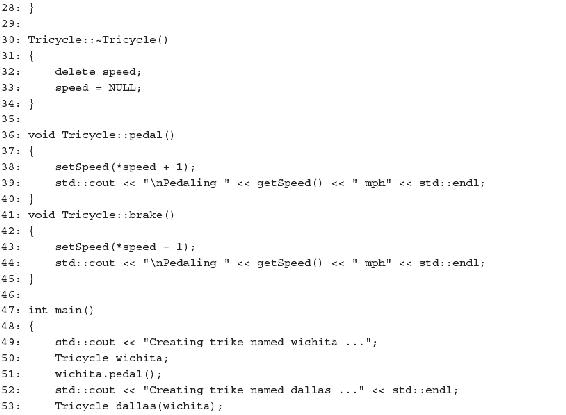 28: }
29:
30: Tricycle::~Tricycle()
31: {
32:     delete speed;
33:     speed = NULL;
34: }
35:
36: void Tricycle::pedal()
37: {
38:     setSpeed(*speed + 1);
39:     std::cout << "\nPedaling " << getSpeed() << " mph" << std::endl;
40: }
41: void Tricycle::brake()
42: {
43:     setSpeed(*speed - 1);
44:     std::cout << "\nPedaling " << getSpeed() << " mph" << std::endl;
45: }
46:
47: int main()
48: {
49:     std::cout << "Creating trike named wichita ...";
50:     Tricycle wichita;
51:     wichita.pedal();
52:     std::cout << "Creating trike named dallas ..." << std::endl;
53:     Tricycle dallas(wichita);